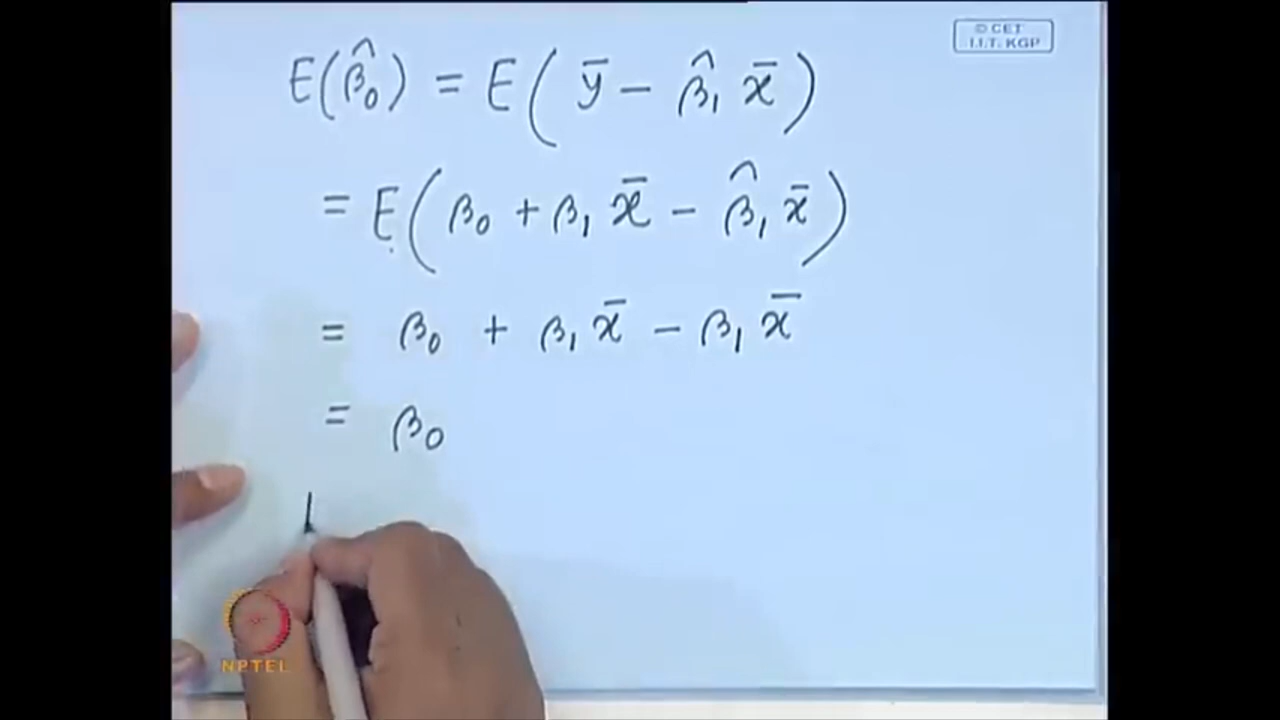 © CET
I.I.T. KGP
E(β̂₀) = E(ȳ − β̂₁ x̄)
= E(β₀ + β₁ x̄ − β̂₁ x̄)
= β₀ + β₁ x̄ − β₁ x̄
= β₀
NPTEL